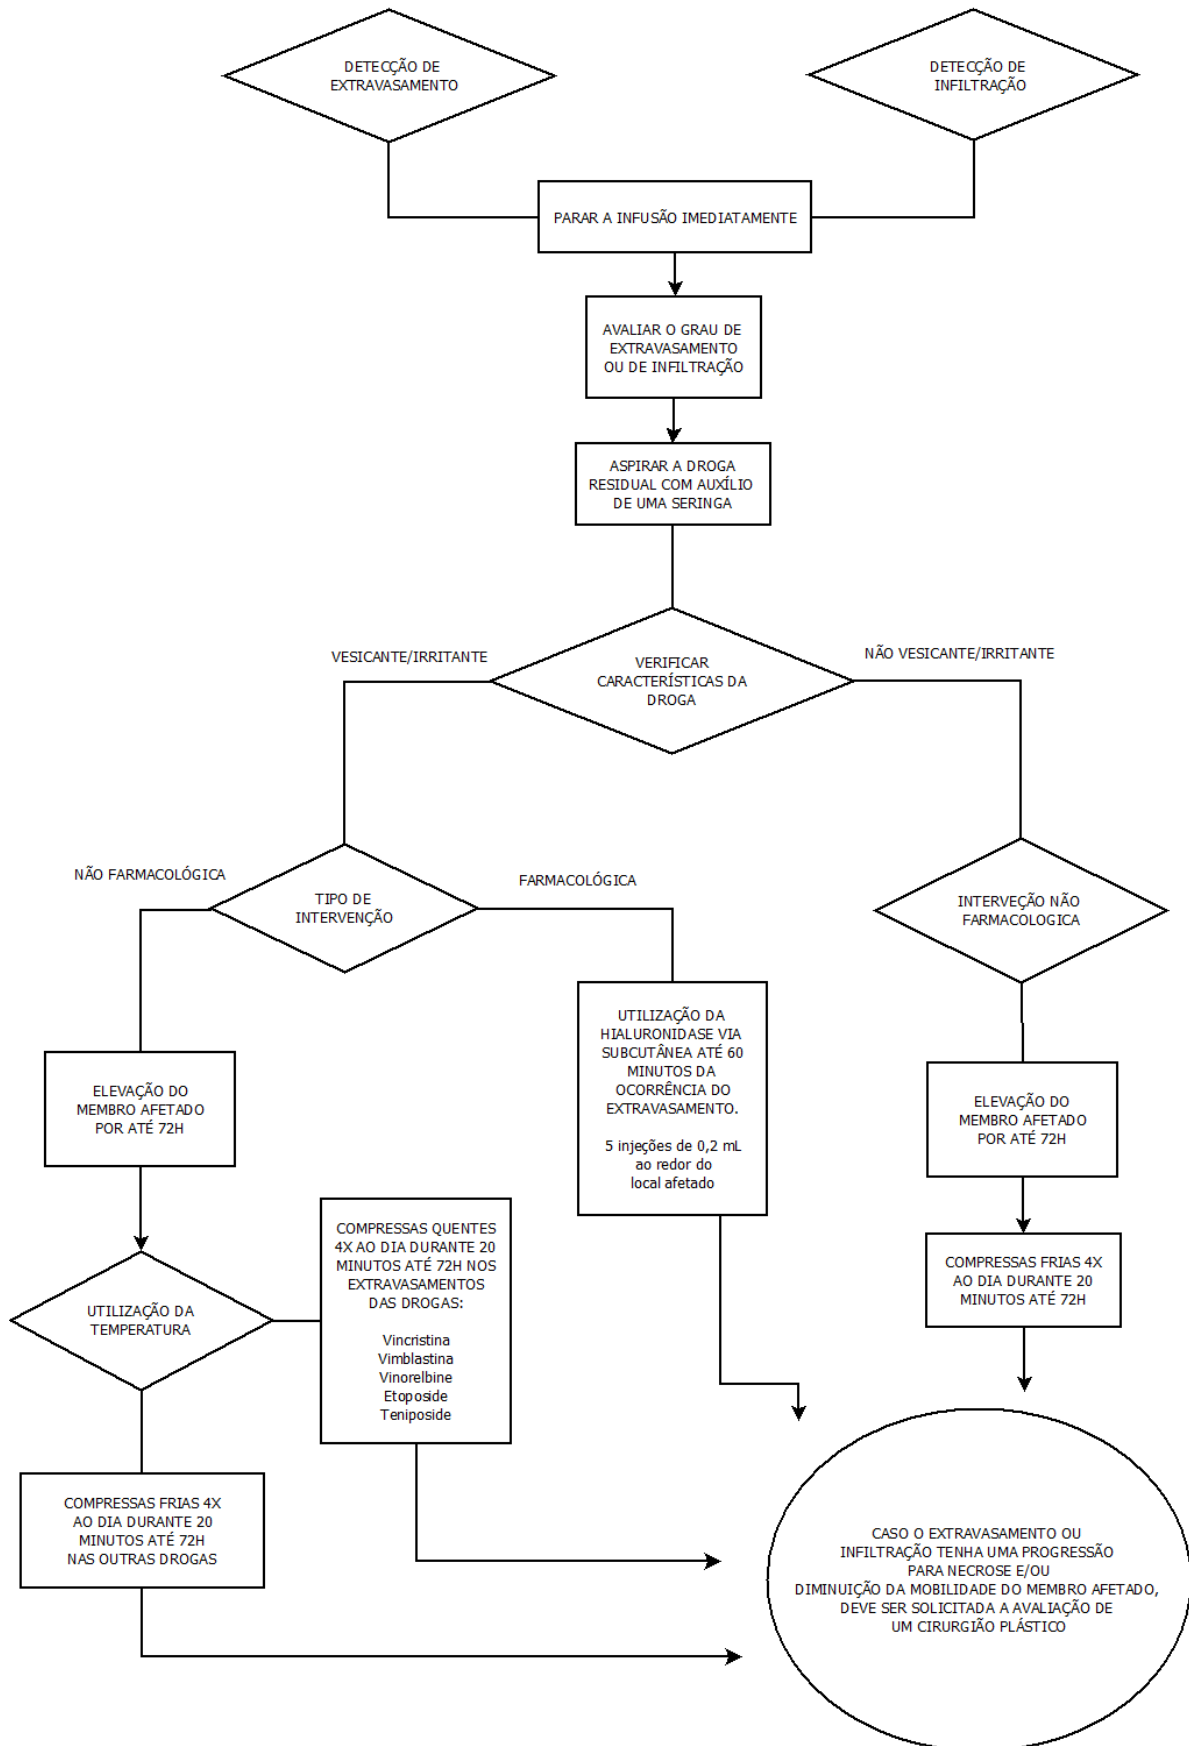 DETECÇÃO DE
EXTRAVASAMENTO
DETECÇÃO DE
INFILTRAÇÃO
PARAR A INFUSÃO IMEDIATAMENTE
AVALIAR O GRAU DE
EXTRAVASAMENTO
OU DE INFILTRAÇÃO
ASPIRAR A DROGA
RESIDUAL COM AUXÍLIO
DE UMA SERINGA
VERIFICAR
CARACTERÍSTICAS DA
DROGA
VESICANTE/IRRITANTE
NÃO VESICANTE/IRRITANTE
TIPO DE
INTERVENÇÃO
NÃO FARMACOLÓGICA
FARMACOLÓGICA
INTERVEÇÃO NÃO
FARMACOLOGICA
ELEVAÇÃO DO
MEMBRO AFETADO
POR ATÉ 72H
UTILIZAÇÃO DA
HIALURONIDASE VIA
SUBCUTÂNEA ATÉ 60
MINUTOS DA
OCORRÊNCIA DO
EXTRAVASAMENTO.
5 injeções de 0,2 mL
ao redor do
local afetado
ELEVAÇÃO DO
MEMBRO AFETADO
POR ATÉ 72H
UTILIZAÇÃO DA
TEMPERATURA
COMPRESSAS QUENTES
4X AO DIA DURANTE 20
MINUTOS ATÉ 72H NOS
EXTRAVASAMENTOS
DAS DROGAS:
Vincristina
Vimblastina
Vinorelbine
Etoposide
Teniposide
COMPRESSAS FRIAS 4X
AO DIA DURANTE 20
MINUTOS ATÉ 72H
COMPRESSAS FRIAS 4X
AO DIA DURANTE 20
MINUTOS ATÉ 72H
NAS OUTRAS DROGAS
CASO O EXTRAVASAMENTO OU
INFILTRAÇÃO TENHA UMA PROGRESSÃO
PARA NECROSE E/OU
DIMINUIÇÃO DA MOBILIDADE DO MEMBRO AFETADO,
DEVE SER SOLICITADA A AVALIAÇÃO DE
UM CIRURGIÃO PLÁSTICO